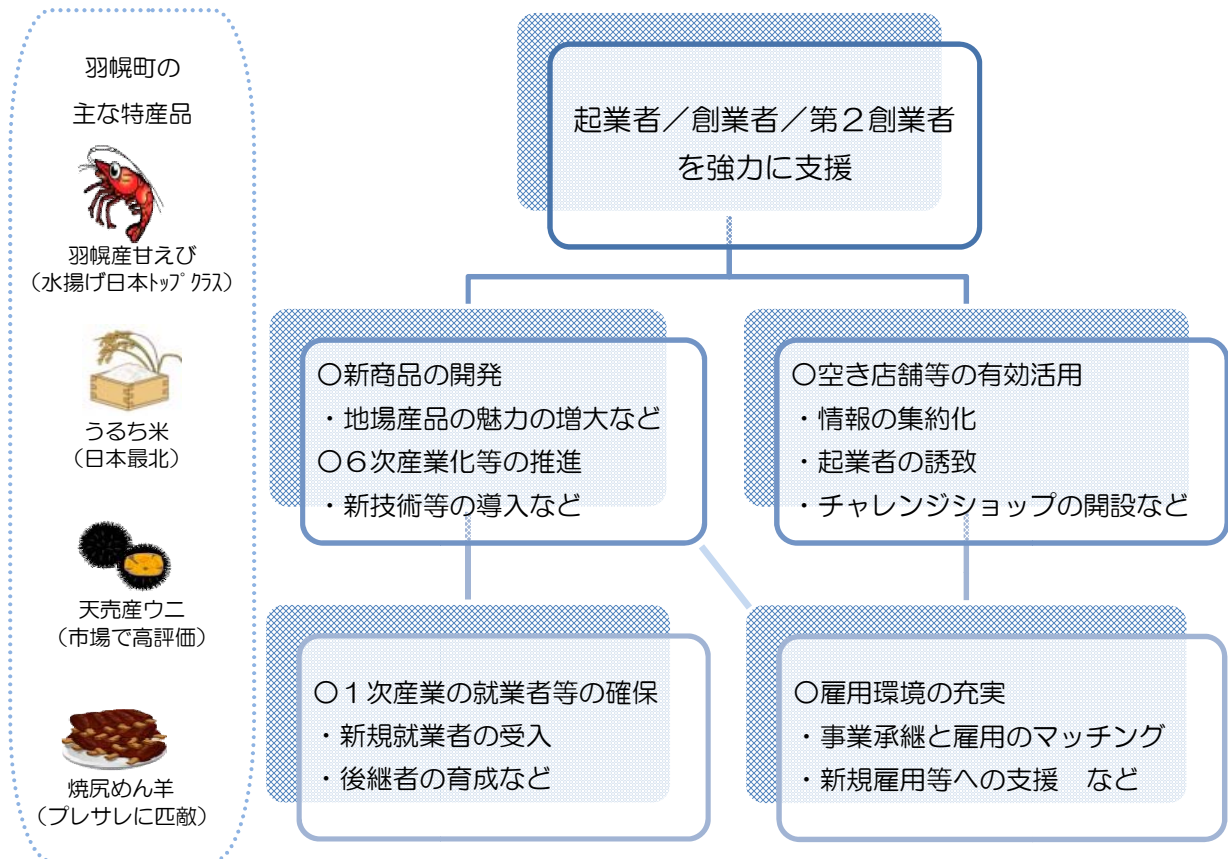 羽幌町の
主な特産品
羽幌産甘えび
（水揚げ日本ﾄｯﾌﾟｸﾗｽ）
うるち米
（日本最北）
天売産ウニ
（市場で高評価）
焼尻めん羊
（プレサレに匹敵）
起業者／創業者／第２創業者
を強力に支援
〇新商品の開発
・地場産品の魅力の増大など
〇６次産業化等の推進
・新技術等の導入など
〇空き店舗等の有効活用
・情報の集約化
・起業者の誘致
・チャレンジショップの開設など
〇１次産業の就業者等の確保
・新規就業者の受入
・後継者の育成など
〇雇用環境の充実
・事業承継と雇用のマッチング
・新規雇用等への支援　など